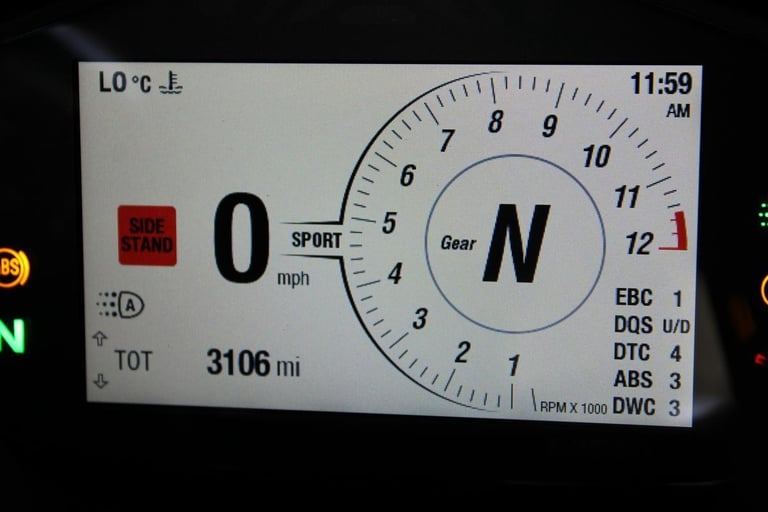 LO °C
11:59
AM
8
9
7
10
6
11
SIDE
STAND
0
mph
SPORT
5
Gear
N
12
ABS
4
EBC 1
A
3
DQS U/D
N
2
1
DTC 4
TOT
3106 mi
ABS 3
RPM X 1000
DWC 3